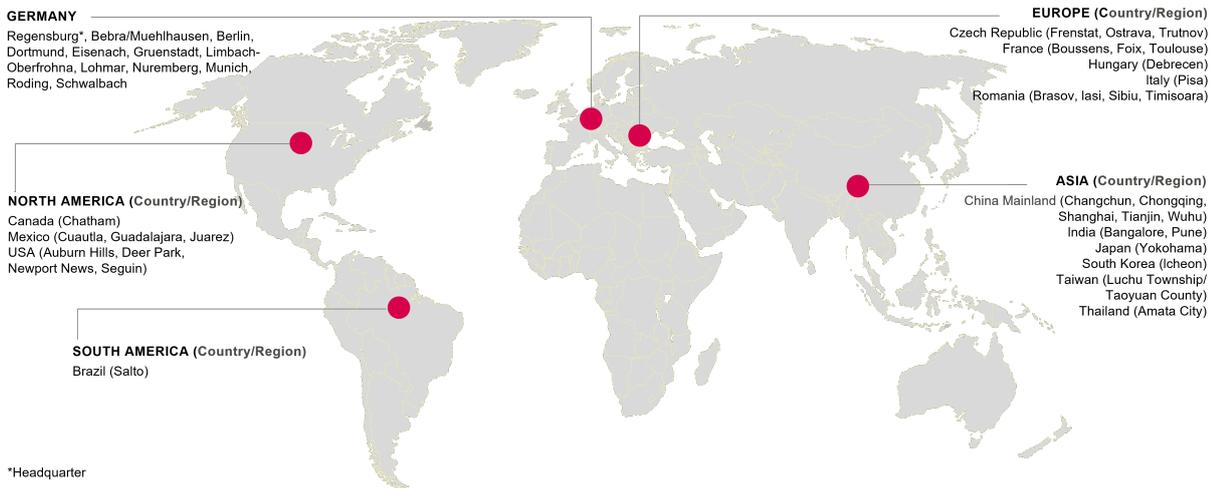 GERMANY
Regensburg*, Bebra/Muehlhausen, Berlin,
Dortmund, Eisenach, Gruenstadt, Limbach-
Oberfrohna, Lohmar, Nuremberg, Munich,
Roding, Schwalbach
EUROPE (Country/Region)
Czech Republic (Frenstat, Ostrava, Trutnov)
France (Boussens, Foix, Toulouse)
Hungary (Debrecen)
Italy (Pisa)
Romania (Brasov, Iasi, Sibiu, Timisoara)
NORTH AMERICA (Country/Region)
Canada (Chatham)
Mexico (Cuautla, Guadalajara, Juarez)
USA (Auburn Hills, Deer Park,
Newport News, Seguin)
ASIA (Country/Region)
China Mainland (Changchun, Chongqing,
Shanghai, Tianjin, Wuhu)
India (Bangalore, Pune)
Japan (Yokohama)
South Korea (Icheon)
Taiwan (Luchu Township/
Taoyuan County)
Thailand (Amata City)
SOUTH AMERICA (Country/Region)
Brazil (Salto)
*Headquarter